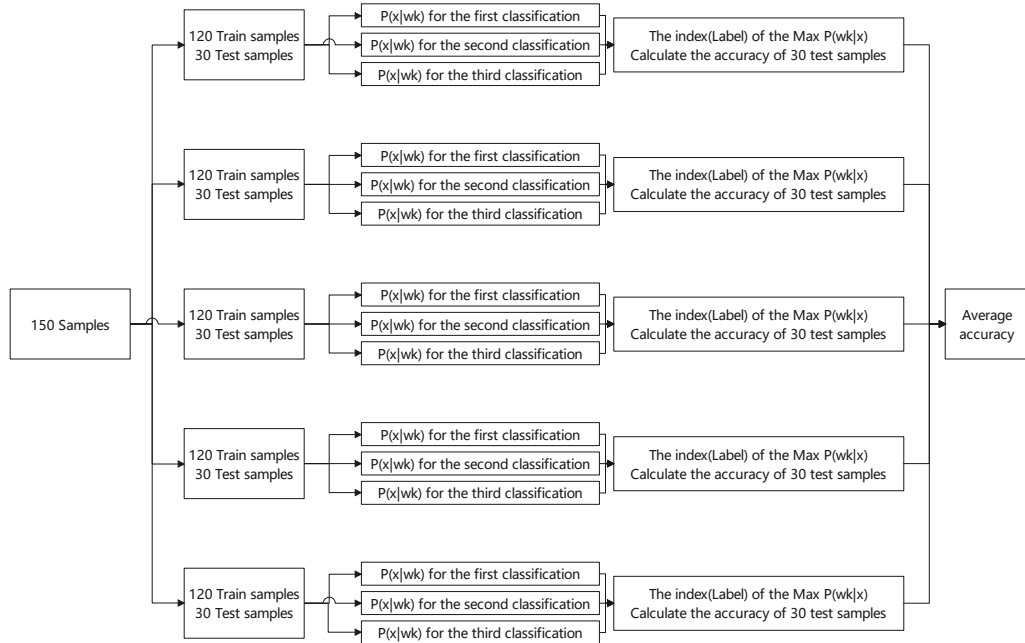 150 Samples
120 Train samples
30 Test samples
P(x|wk) for the first classification
P(x|wk) for the second classification
P(x|wk) for the third classification
The index(Label) of the Max P(wk|x)
Calculate the accuracy of 30 test samples
120 Train samples
30 Test samples
P(x|wk) for the first classification
P(x|wk) for the second classification
P(x|wk) for the third classification
The index(Label) of the Max P(wk|x)
Calculate the accuracy of 30 test samples
120 Train samples
30 Test samples
P(x|wk) for the first classification
P(x|wk) for the second classification
P(x|wk) for the third classification
The index(Label) of the Max P(wk|x)
Calculate the accuracy of 30 test samples
120 Train samples
30 Test samples
P(x|wk) for the first classification
P(x|wk) for the second classification
P(x|wk) for the third classification
The index(Label) of the Max P(wk|x)
Calculate the accuracy of 30 test samples
120 Train samples
30 Test samples
P(x|wk) for the first classification
P(x|wk) for the second classification
P(x|wk) for the third classification
The index(Label) of the Max P(wk|x)
Calculate the accuracy of 30 test samples
Average
accuracy